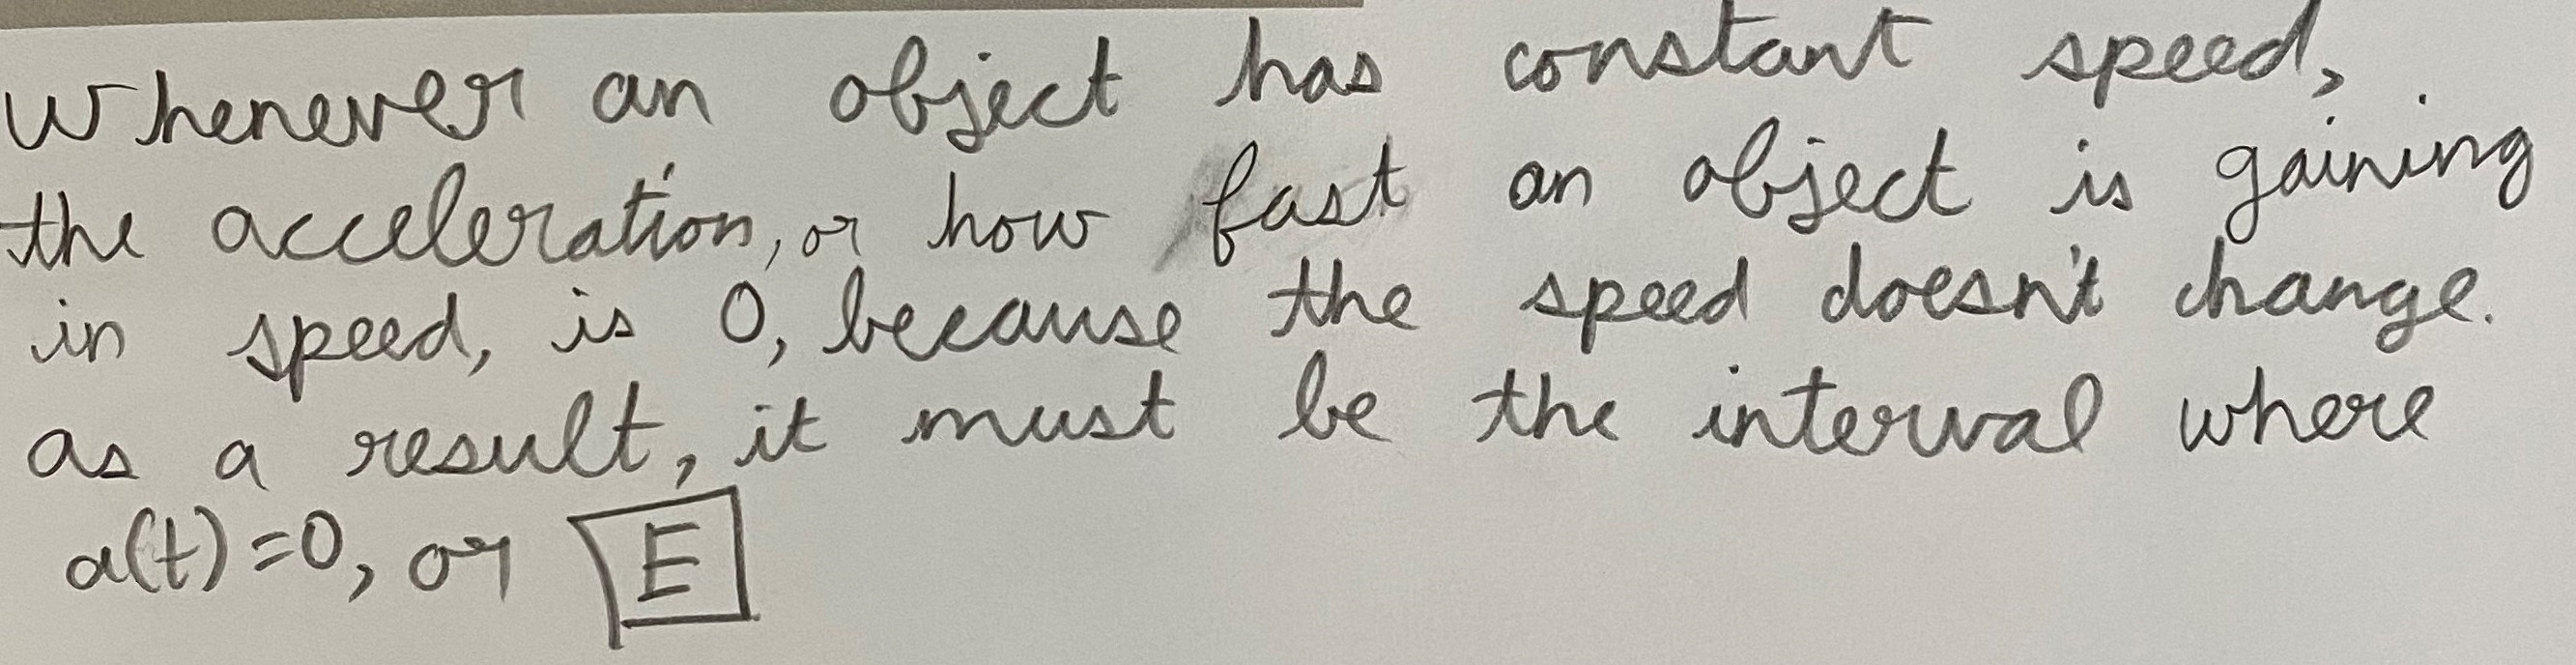 Whenever an object has constant speed,
the acceleration, or how fast an object is gaining
in speed, is 0, because the speed doesn't change.
as a result, it must be the interval where
a(t)=0, or E